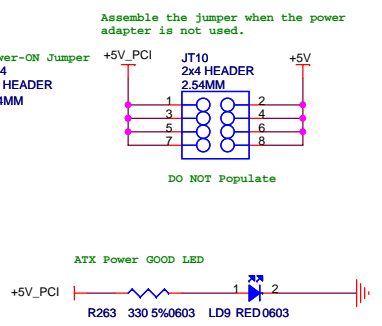 Assemble the jumper when the power
adapter is not used.
wer-ON Jumper
4
HEADER
MM
+5V_PCI
JT10
2x4 HEADER
2.54MM
+5V
1 2
3 4
5 6
7 8
DO NOT Populate
ATX Power GOOD LED
+5V_PCI
1 2
R263 330 5%0603 LD9 RED0603